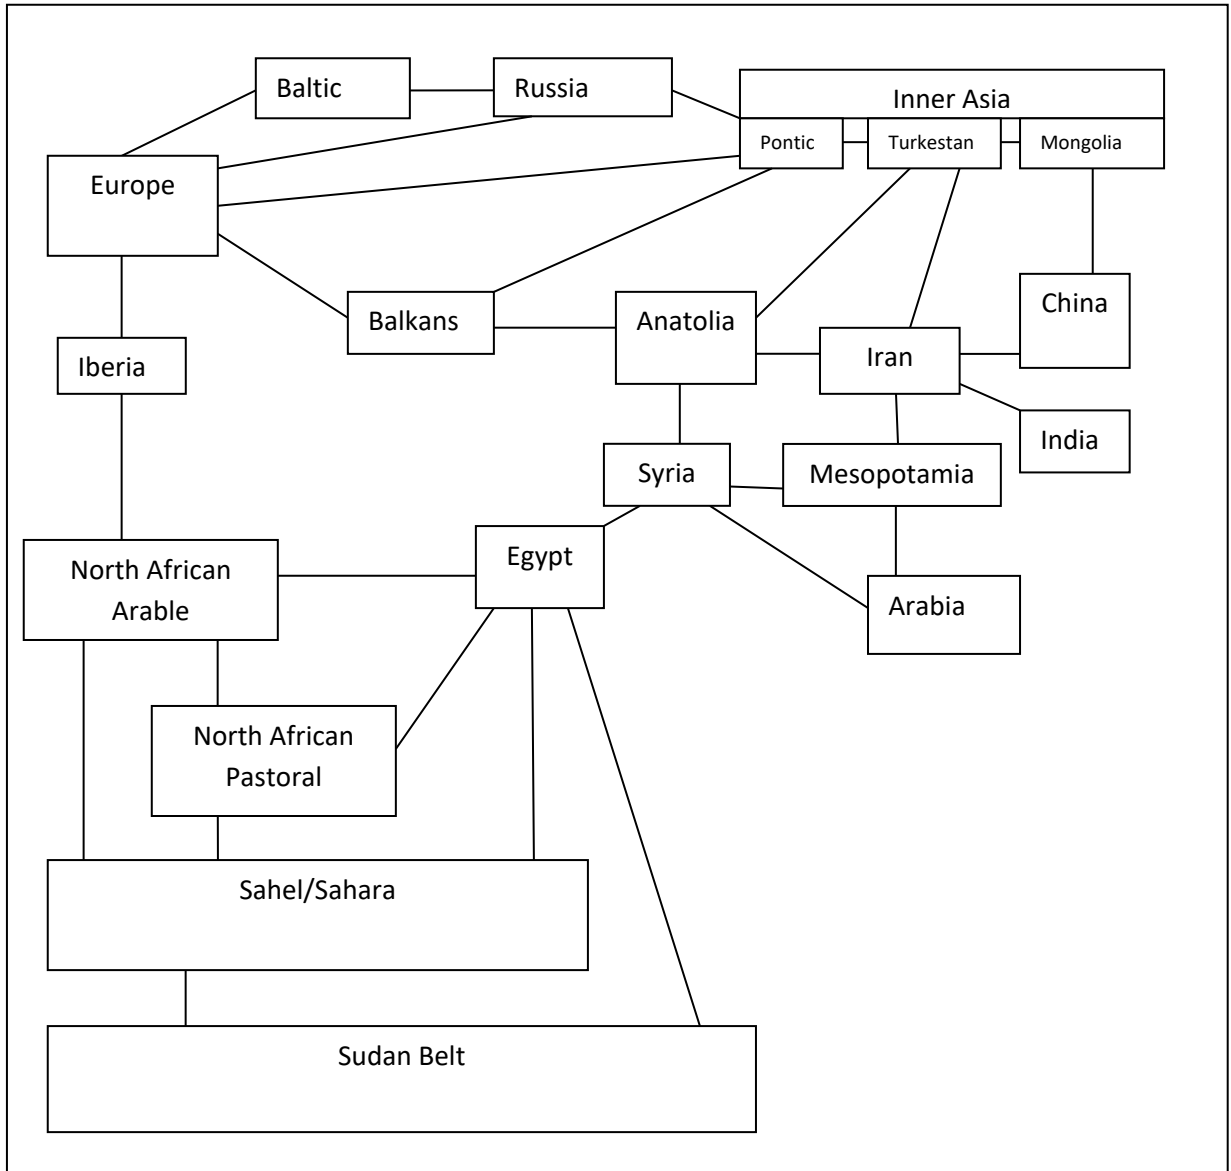 Baltic
Russia
Inner Asia
Pontic
Turkestan
Mongolia
Europe
Balkans
Anatolia
China
Iran
Iberia
India
Syria
Mesopotamia
Egypt
North African
Arable
Arabia
North African
Pastoral
Sahel/Sahara
Sudan Belt